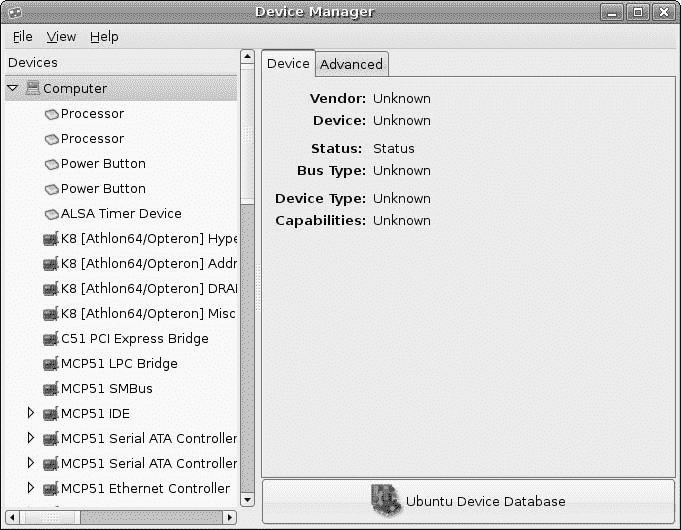 Device Manager
File View Help
Devices
Computer
Processor
Processor
Power Button
Power Button
ALSA Timer Device
K8 [Athlon64/Opteron] Hype
K8 [Athlon64/Opteron] Addr
K8 [Athlon64/Opteron] DRA
K8 [Athlon64/Opteron] Misc
C51 PCI Express Bridge
MCP51 LPC Bridge
MCP51 SMBus
MCP51 IDE
MCP51 Serial ATA Controller
MCP51 Serial ATA Controller
MCP51 Ethernet Controller
Device Advanced
Vendor: Unknown
Device: Unknown
Status: Status
Bus Type: Unknown
Device Type: Unknown
Capabilities: Unknown
Ubuntu Device Database